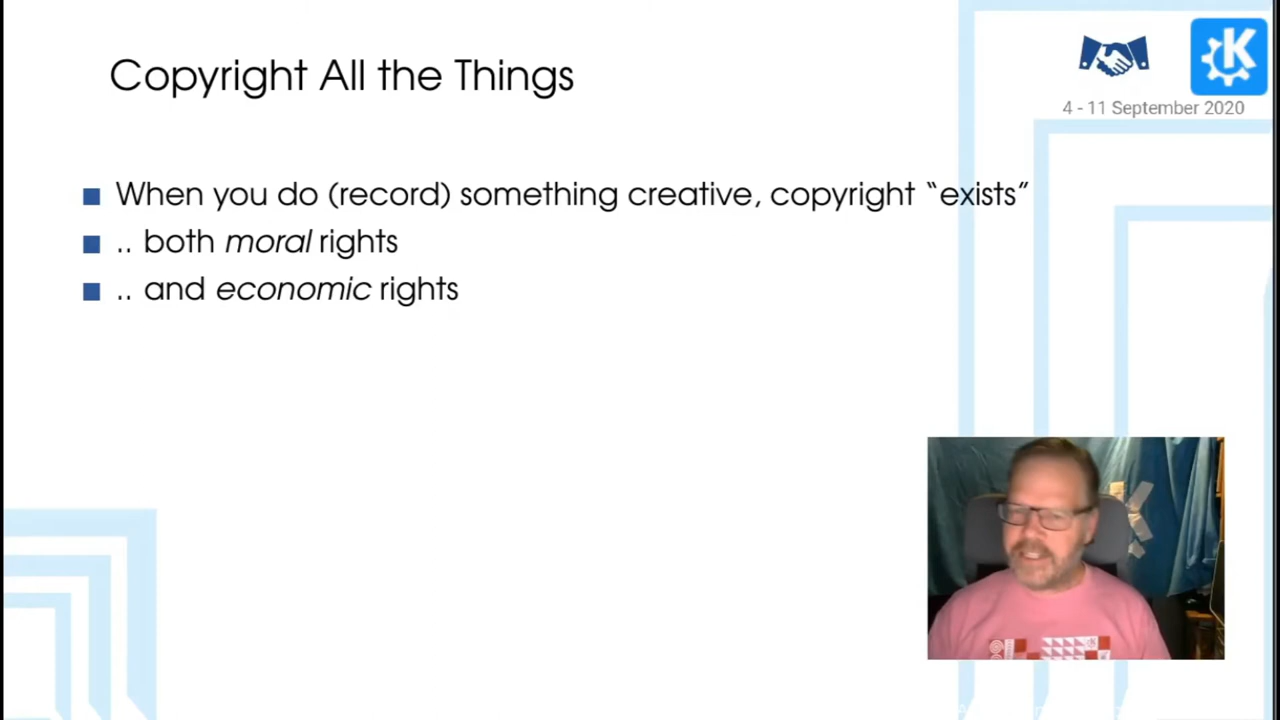 Copyright All the Things
4 - 11 September 2020
When you do (record) something creative, copyright “exists”
.. both moral rights
.. and economic rights